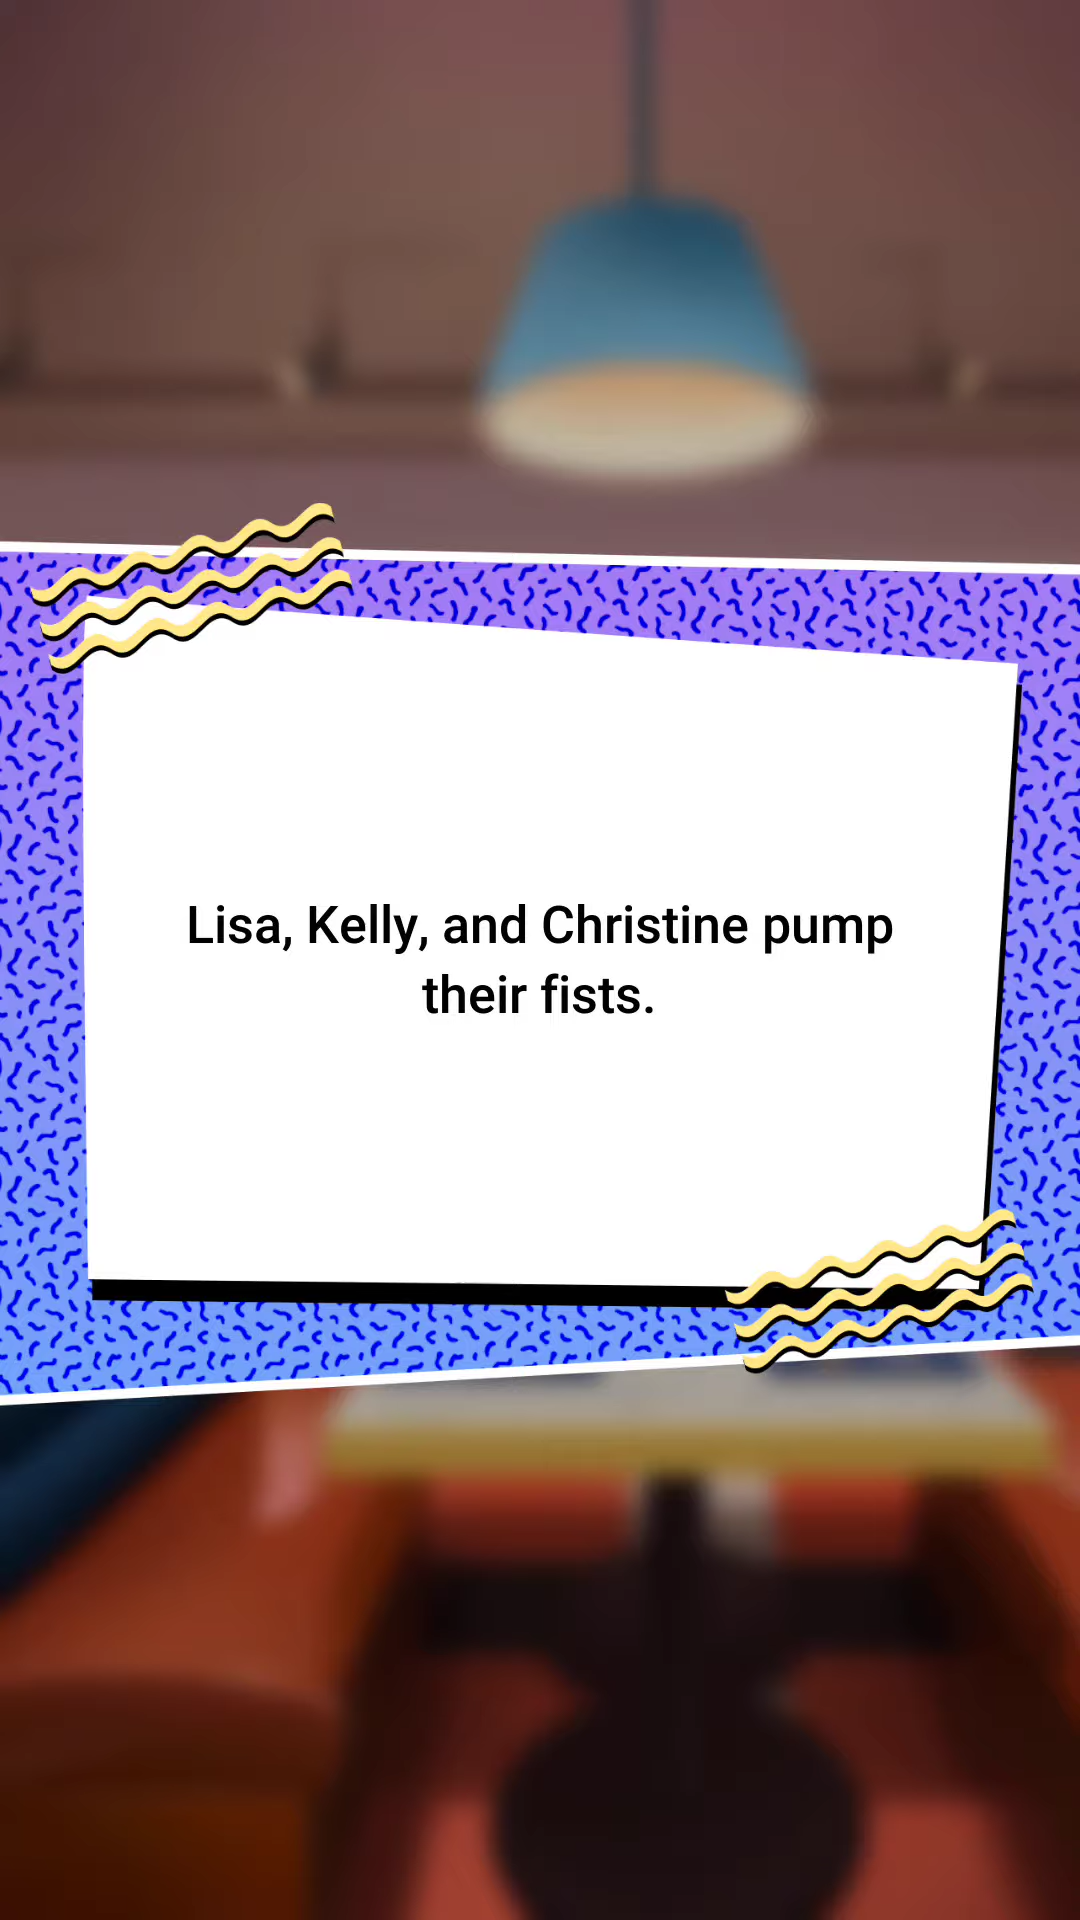 Lisa, Kelly, and Christine pump
their fists.